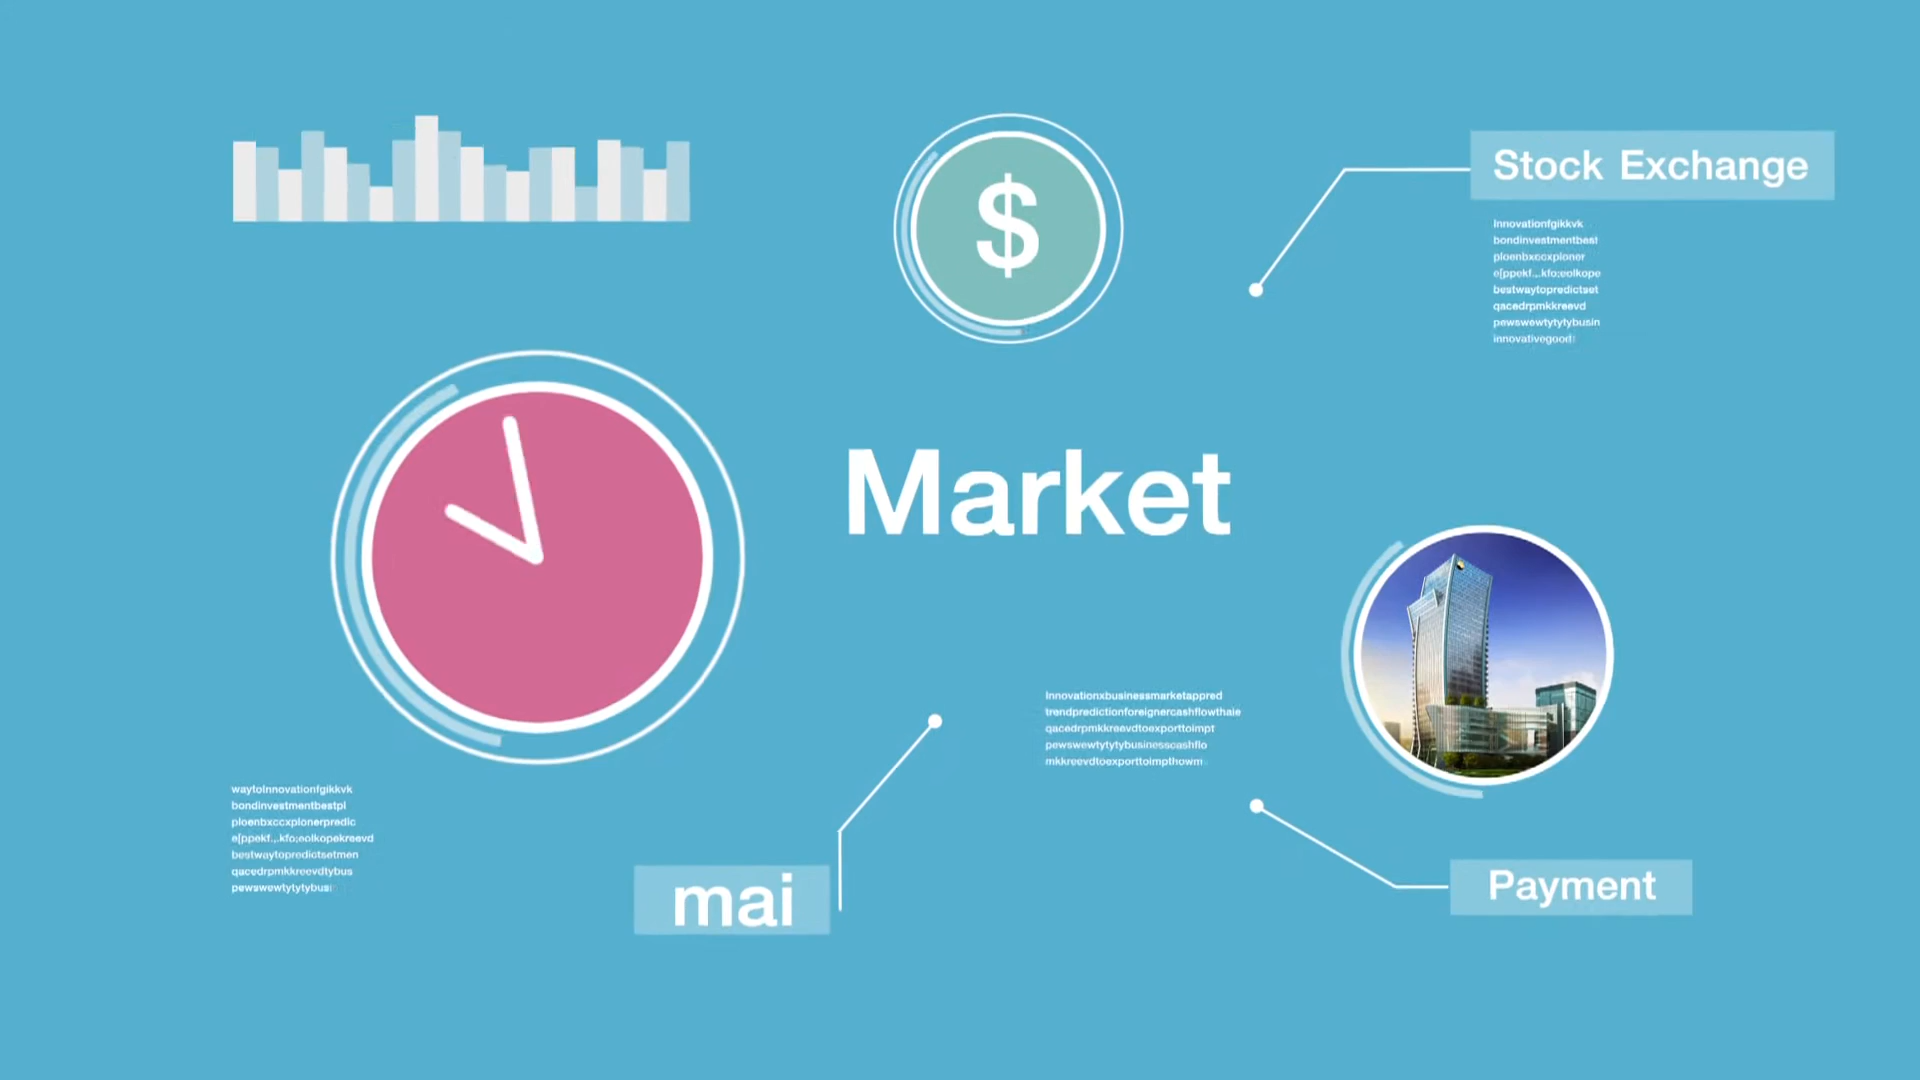 $
Stock Exchange
Innovationfgikkvk
bondinvestmentbest
ploenbxccxploner
e[ppekf.,.kfo;eolkope
bestwaytopredictset
qacedrpmkkreevd
pewswewtytytybusin
innovativegood
Market
Innovationxbusinessmarketappred
trendpredictionforeignercashflowthaie
qacedrpmkkreevdtoexporttoimpt
pewswewtytytybusinesscashflo
mkkreevdtoexporttoimpthowm
waytoInnovationfgikkvk
bondinvestmentbestpl
ploenbxccxplonerpredic
e[ppekf.,.kfo;eolkopekreevd
bestwaytopredictsetmen
qacedrpmkkreevdtybus
pewswewtytytybusi
mai
Payment